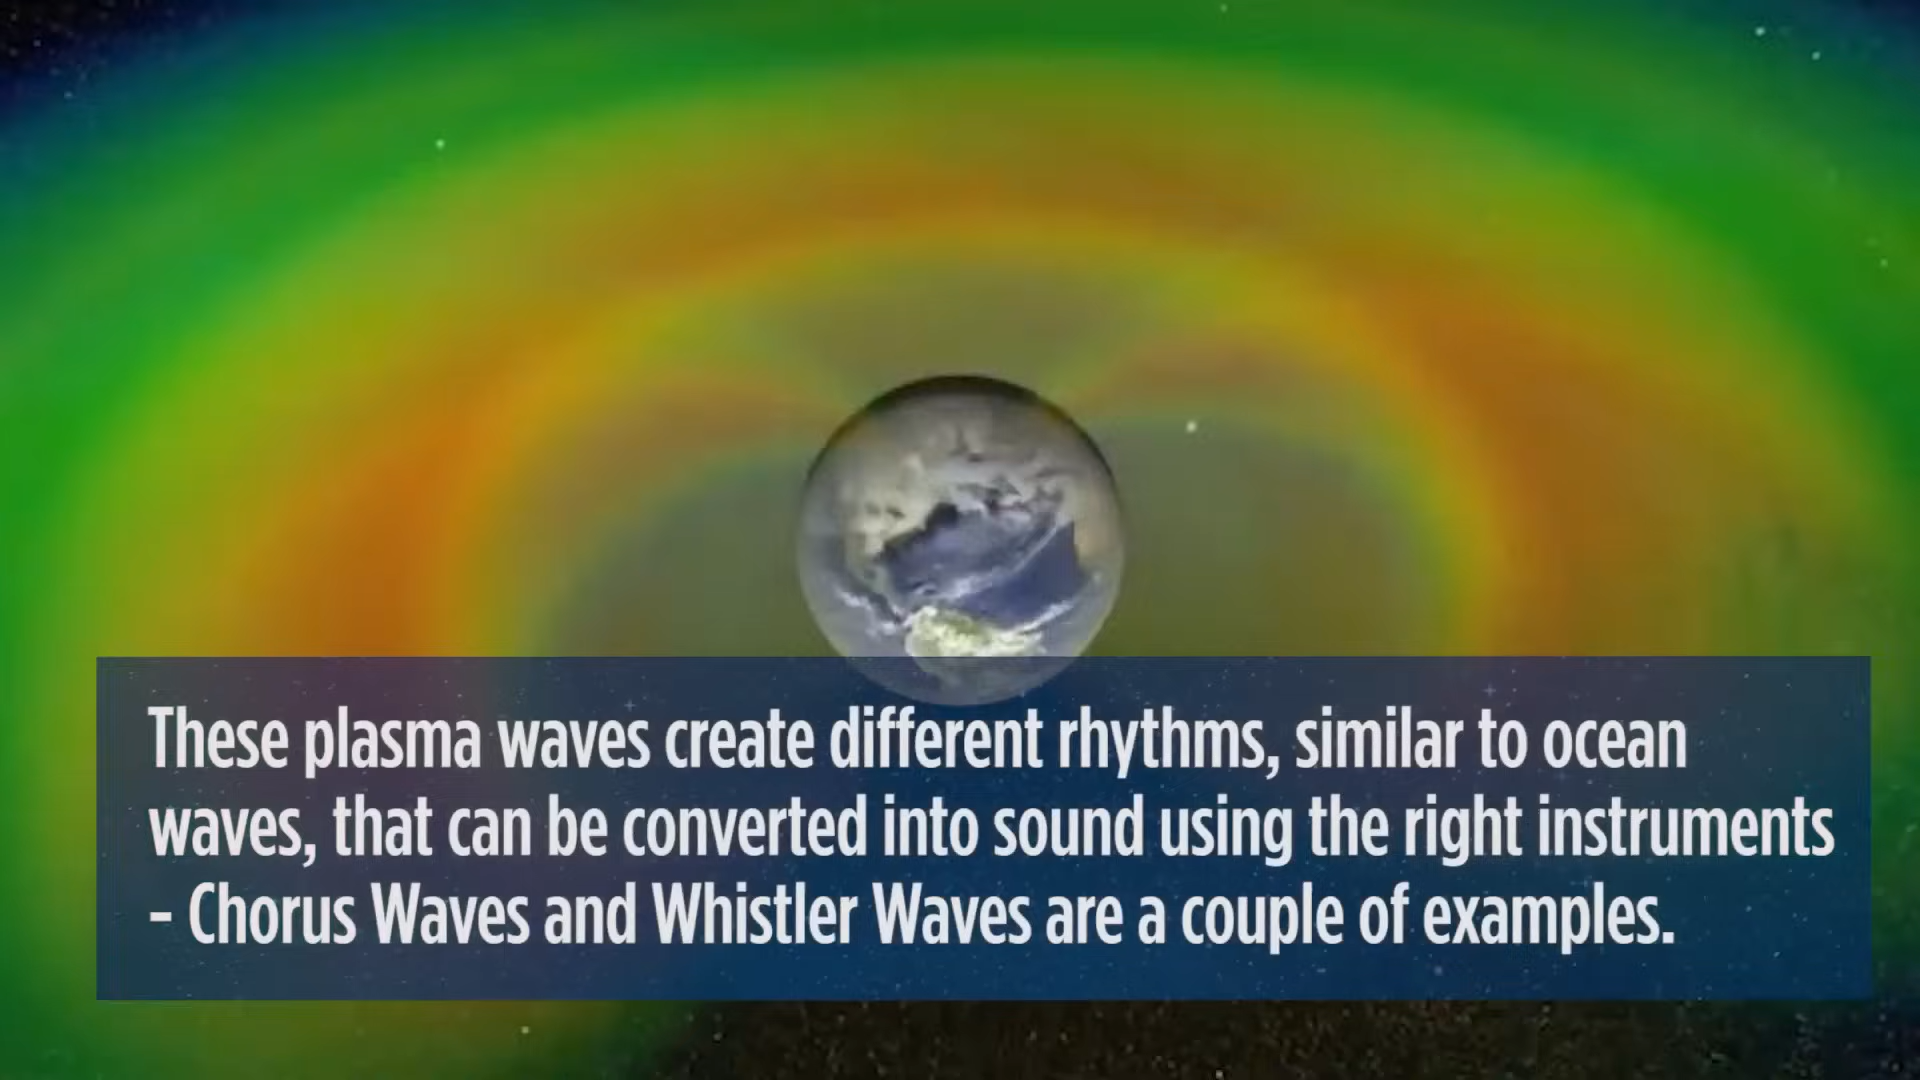 These plasma waves create different rhythms, similar to ocean
waves, that can be converted into sound using the right instruments
- Chorus Waves and Whistler Waves are a couple of examples.